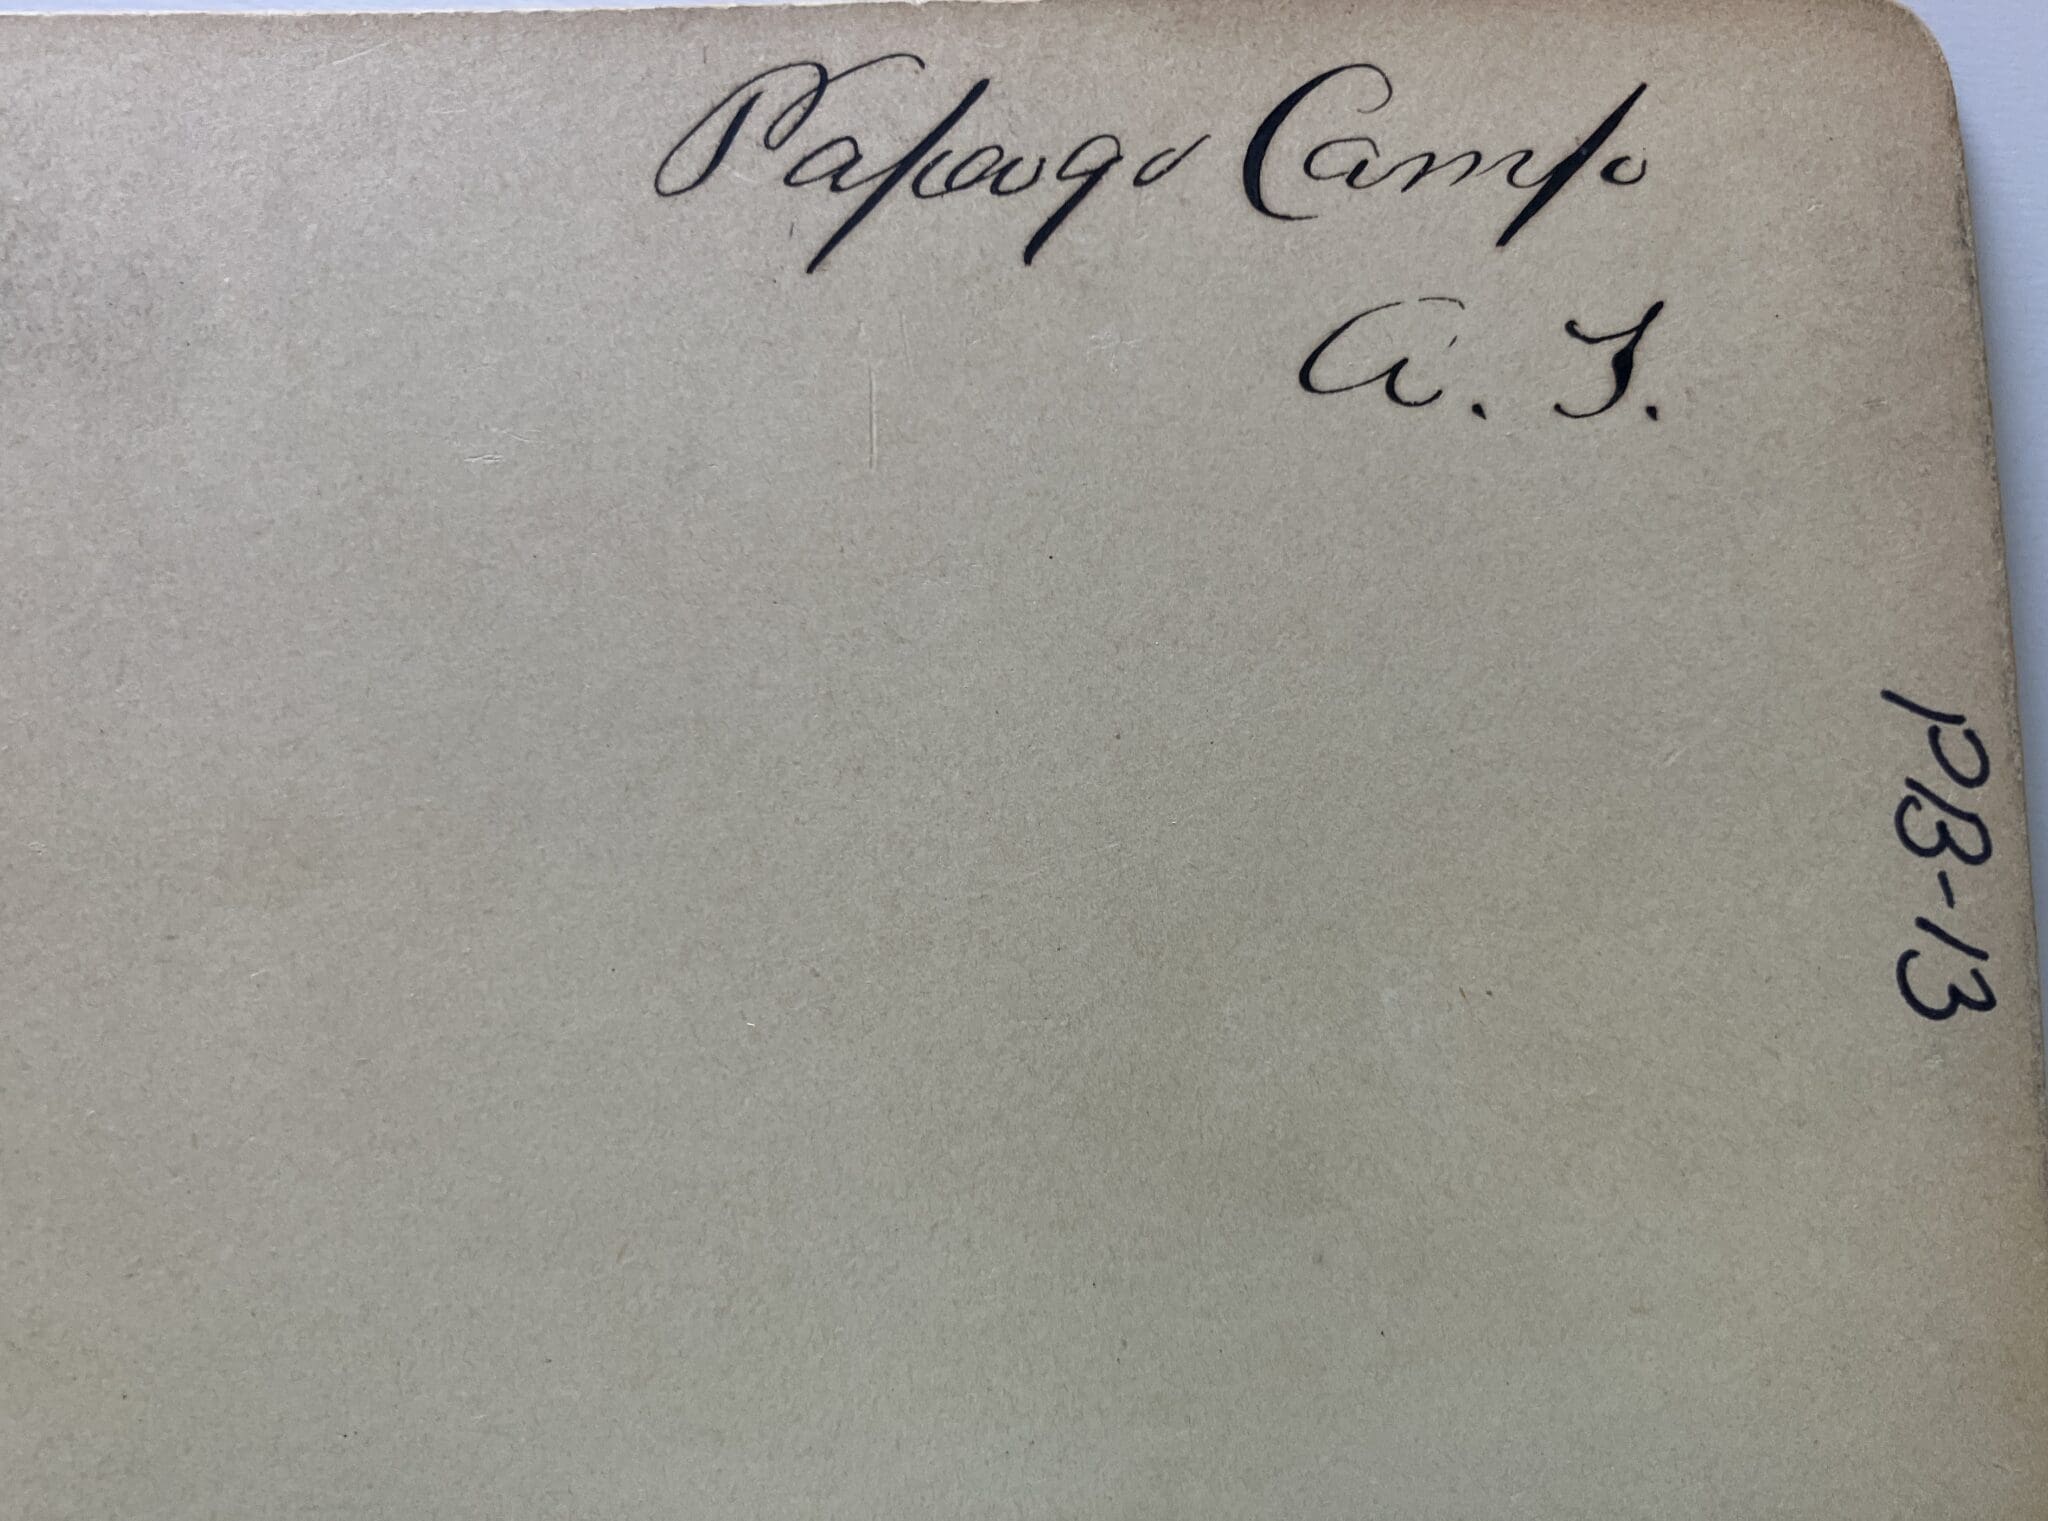 Papago Camp
A. T.
PB-13